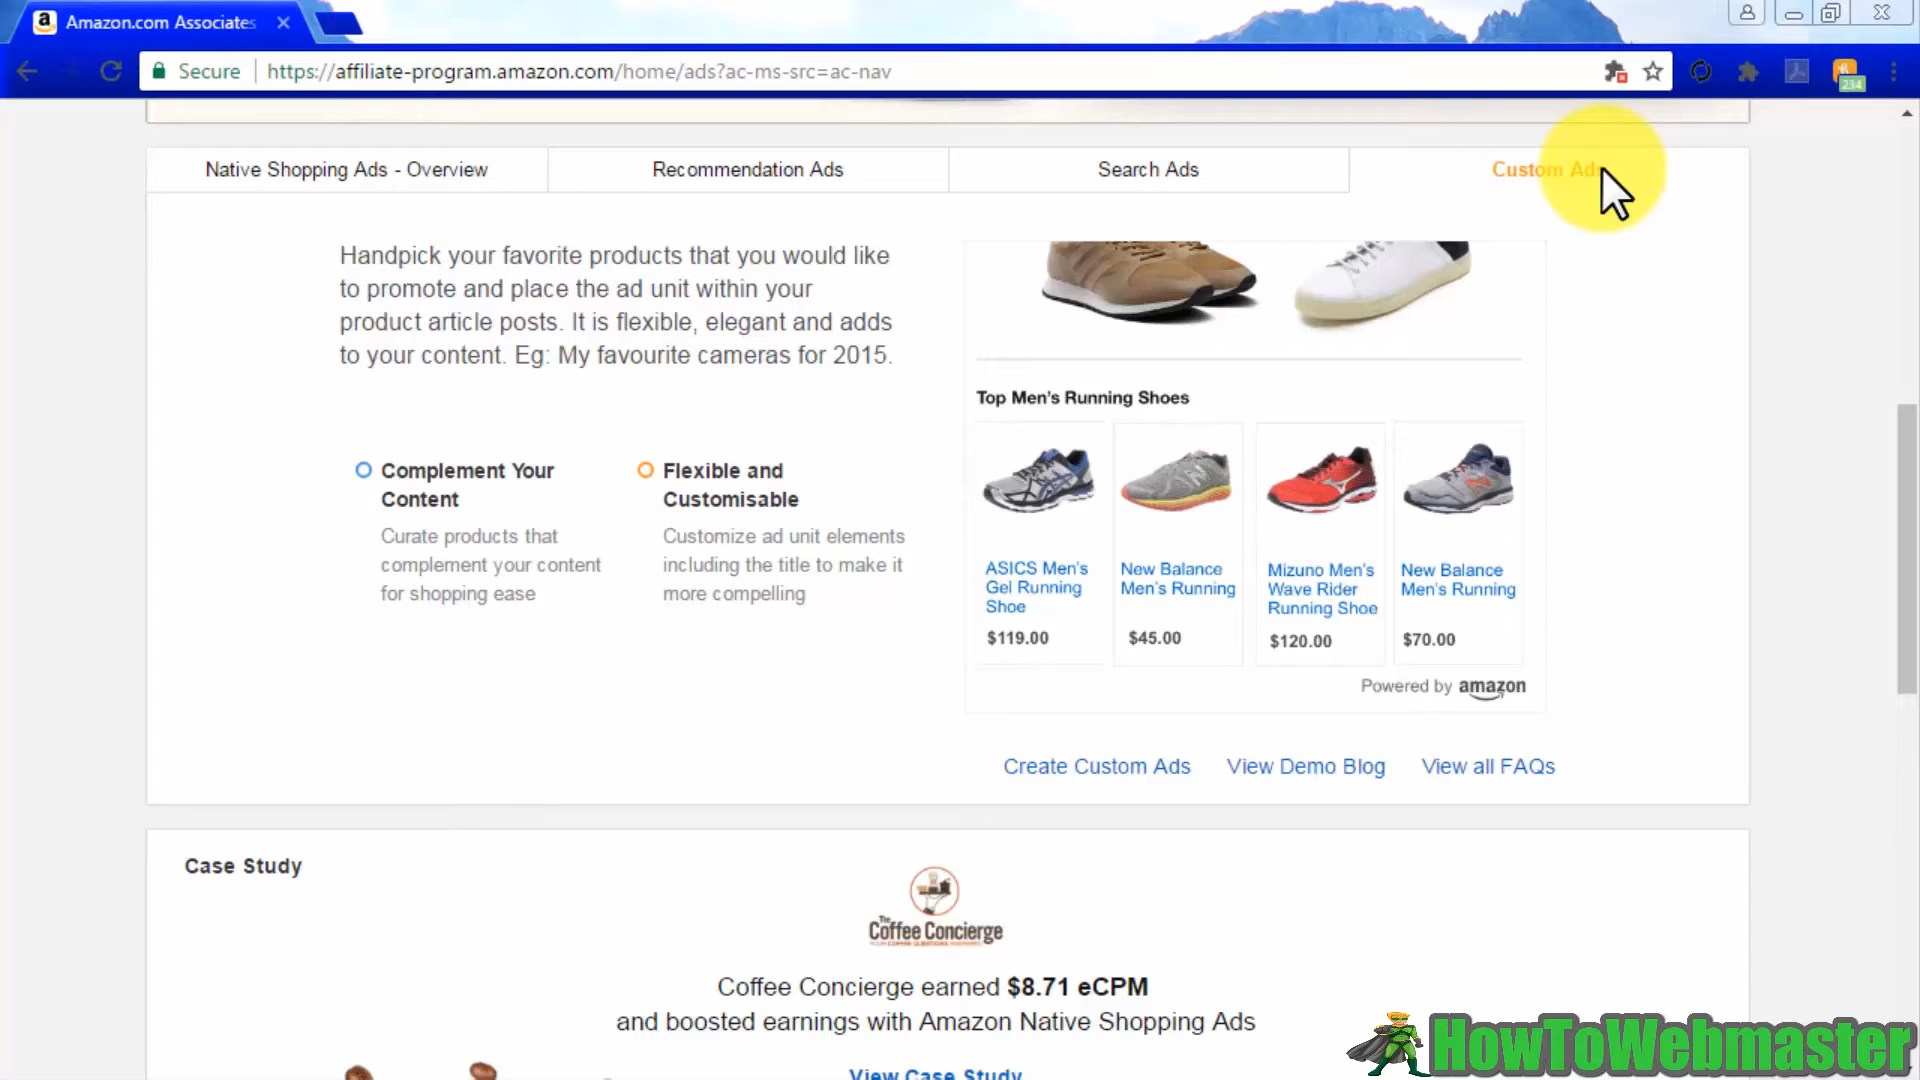 Amazon.com Associates
Secure
https://affiliate-program.amazon.com/home/ads?ac-ms-src=ac-nav
234
Native Shopping Ads - Overview
Recommendation Ads
Search Ads
Custom Ads
Handpick your favorite products that you would like
to promote and place the ad unit within your
product article posts. It is flexible, elegant and adds
to your content. Eg: My favourite cameras for 2015.
Complement Your
Content
Curate products that
complement your content
for shopping ease
Flexible and
Customisable
Customize ad unit elements
including the title to make it
more compelling
Top Men's Running Shoes
ASICS Men's
Gel Running
Shoe
$119.00
New Balance
Men's Running
$45.00
Mizuno Men's
Wave Rider
Running Shoe
$120.00
New Balance
Men's Running
$70.00
Powered by amazon
Create Custom Ads
View Demo Blog
View all FAQs
Case Study
The
Coffee Concierge
YOUR COFFEE QUESTIONS ANSWERED
Coffee Concierge earned $8.71 eCPM
and boosted earnings with Amazon Native Shopping Ads
View Case Study
HowToWebmaster